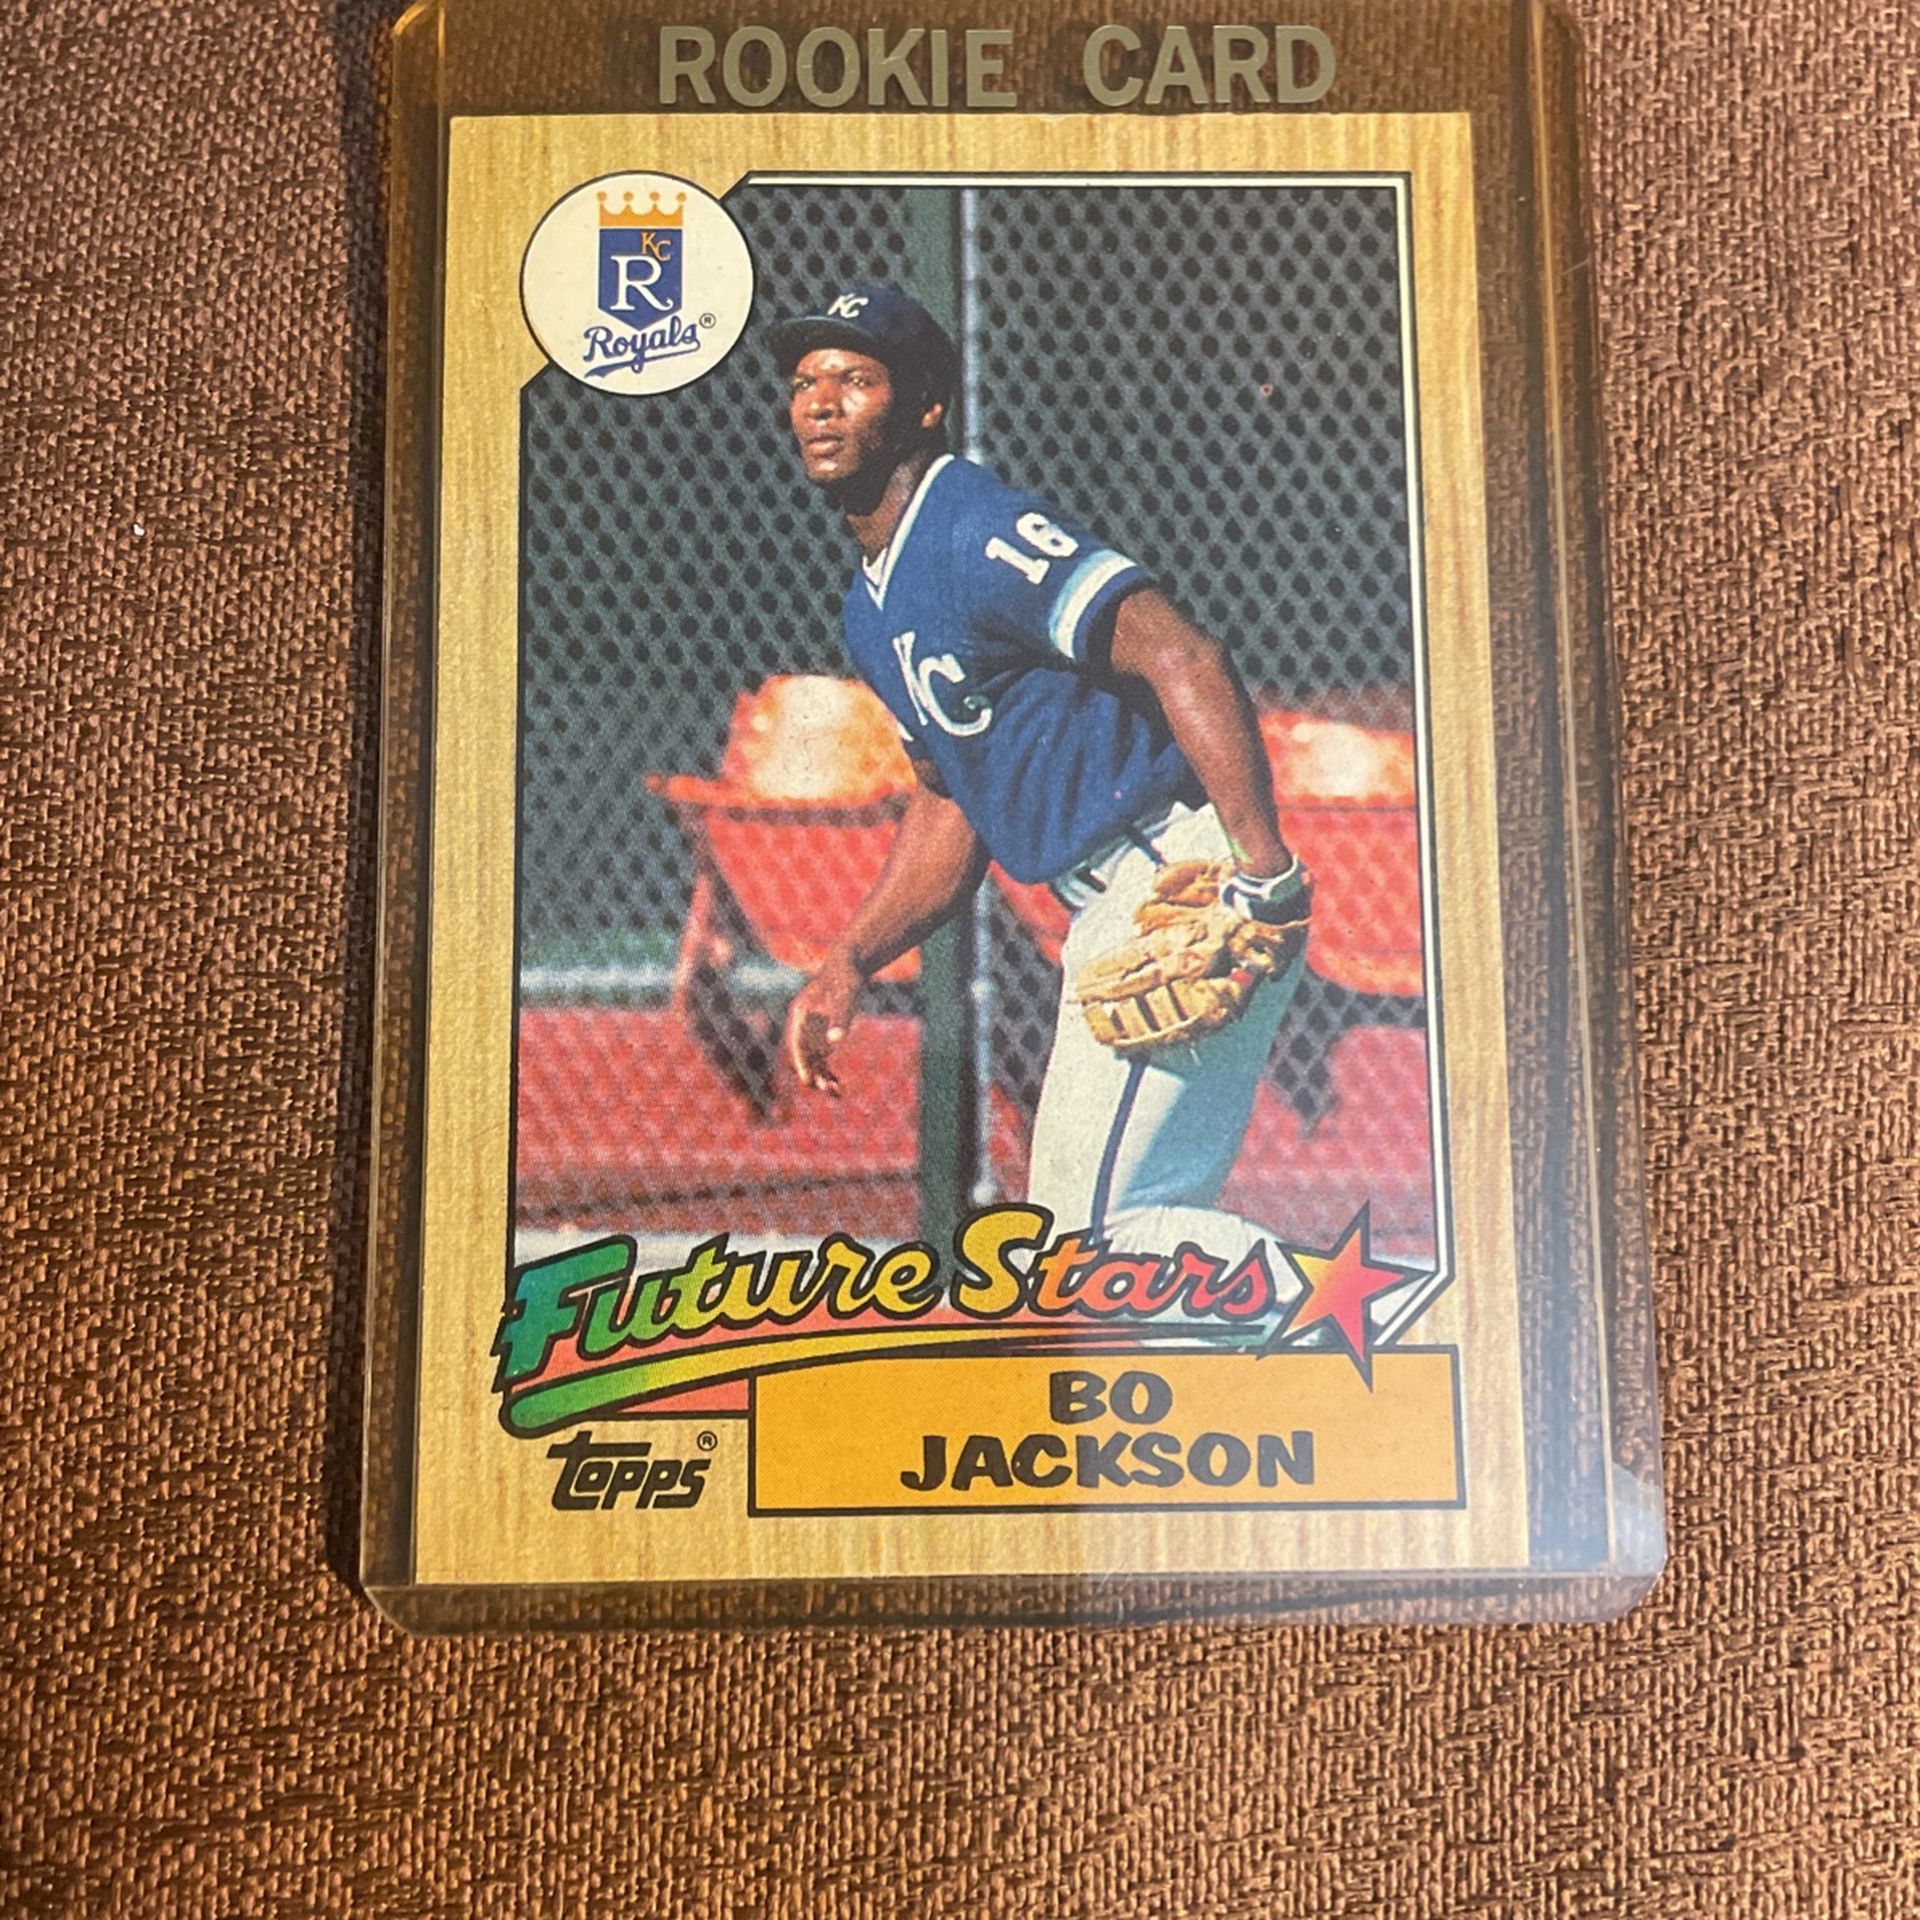 ROOKIE CARD
KC
R
Royals®
KC
16
KC
Future Stars
BO
JACKSON
topps®